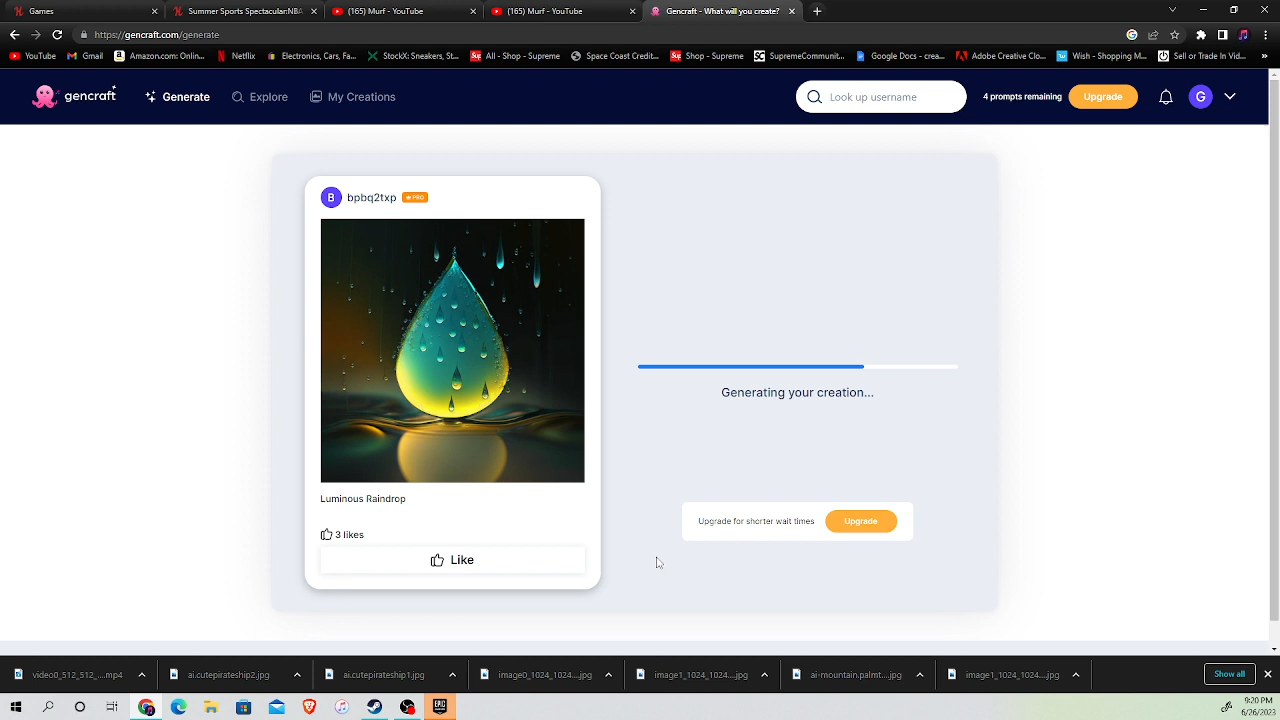 Games
Summer Sports Spectacular:NBA
(165) Murf - YouTube
(165) Murf - YouTube
Gencraft - What will you create?
https://gencraft.com/generate
YouTube
Gmail
Amazon.com: Onlin...
Netflix
Electronics, Cars, Fa...
StockX: Sneakers, St...
All - Shop - Supreme
Space Coast Credit...
Shop - Supreme
SupremeCommunit...
Google Docs - crea...
Adobe Creative Clo...
Wish - Shopping M...
Sell or Trade In Vid...
gencraft
Generate
Explore
My Creations
Look up username
4 prompts remaining
Upgrade
G
B
bpbq2txp
PRO
Luminous Raindrop
3 likes
Like
Generating your creation...
Upgrade for shorter wait times
Upgrade
video0_512_512_....mp4
ai.cutepirateship2.jpg
ai.cutepirateship1.jpg
image0_1024_1024....jpg
image1_1024_1024....jpg
ai-mountain.palmt....jpg
image1_1024_1024....jpg
Show all
EPIC
9:20 PM
6/26/2023